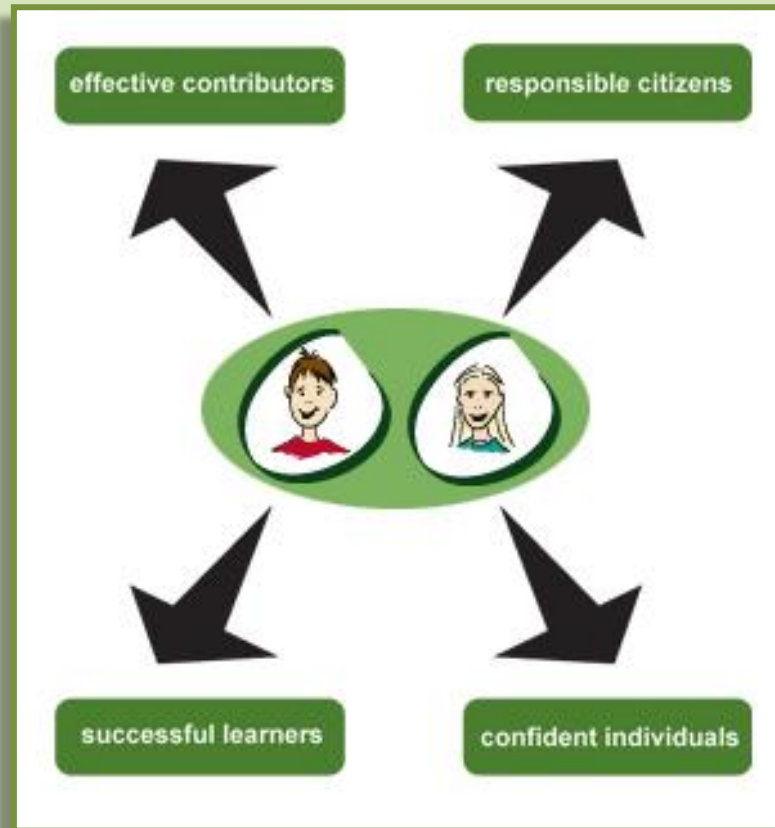 effective contributors
responsible citizens
successful learners
confident individuals